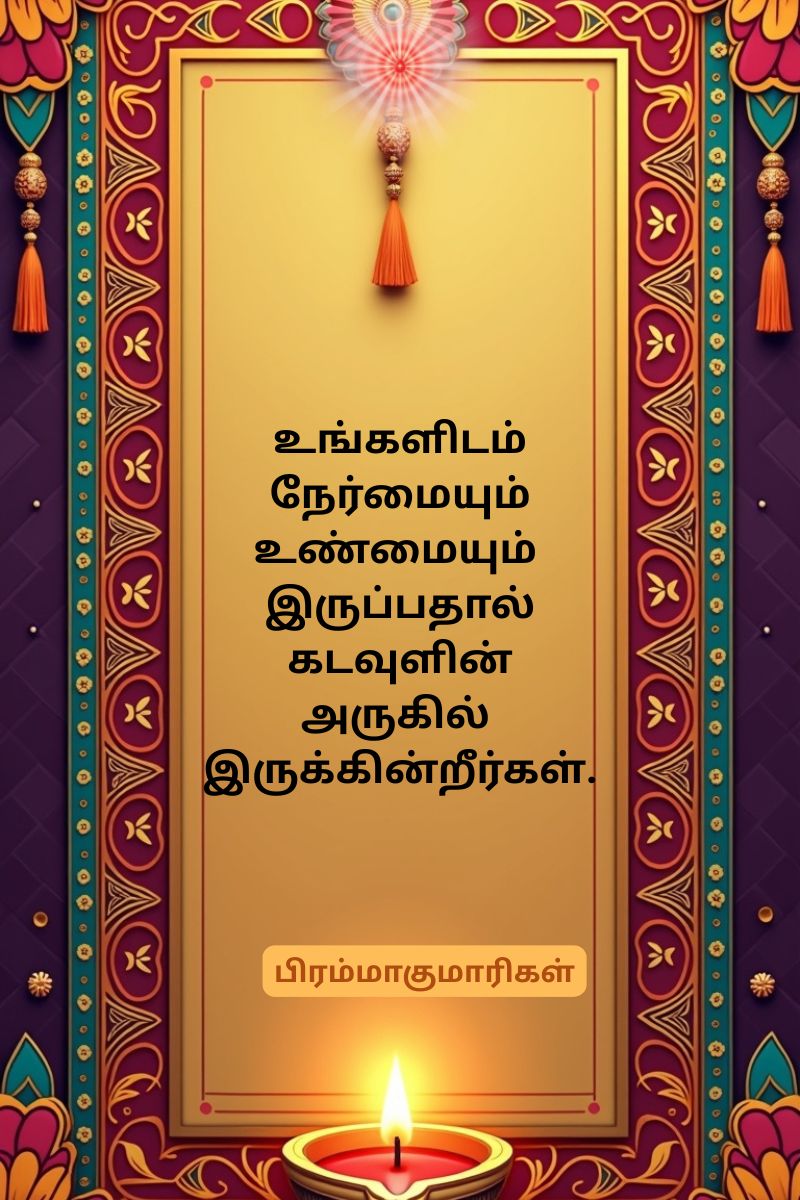 உங்களிடம்
நேர்மையும்
உண்மையும்
இருப்பதால்
கடவுளின்
அருகில்
இருக்கின்றீர்கள்.
பிரம்மாகுமாரிகள்